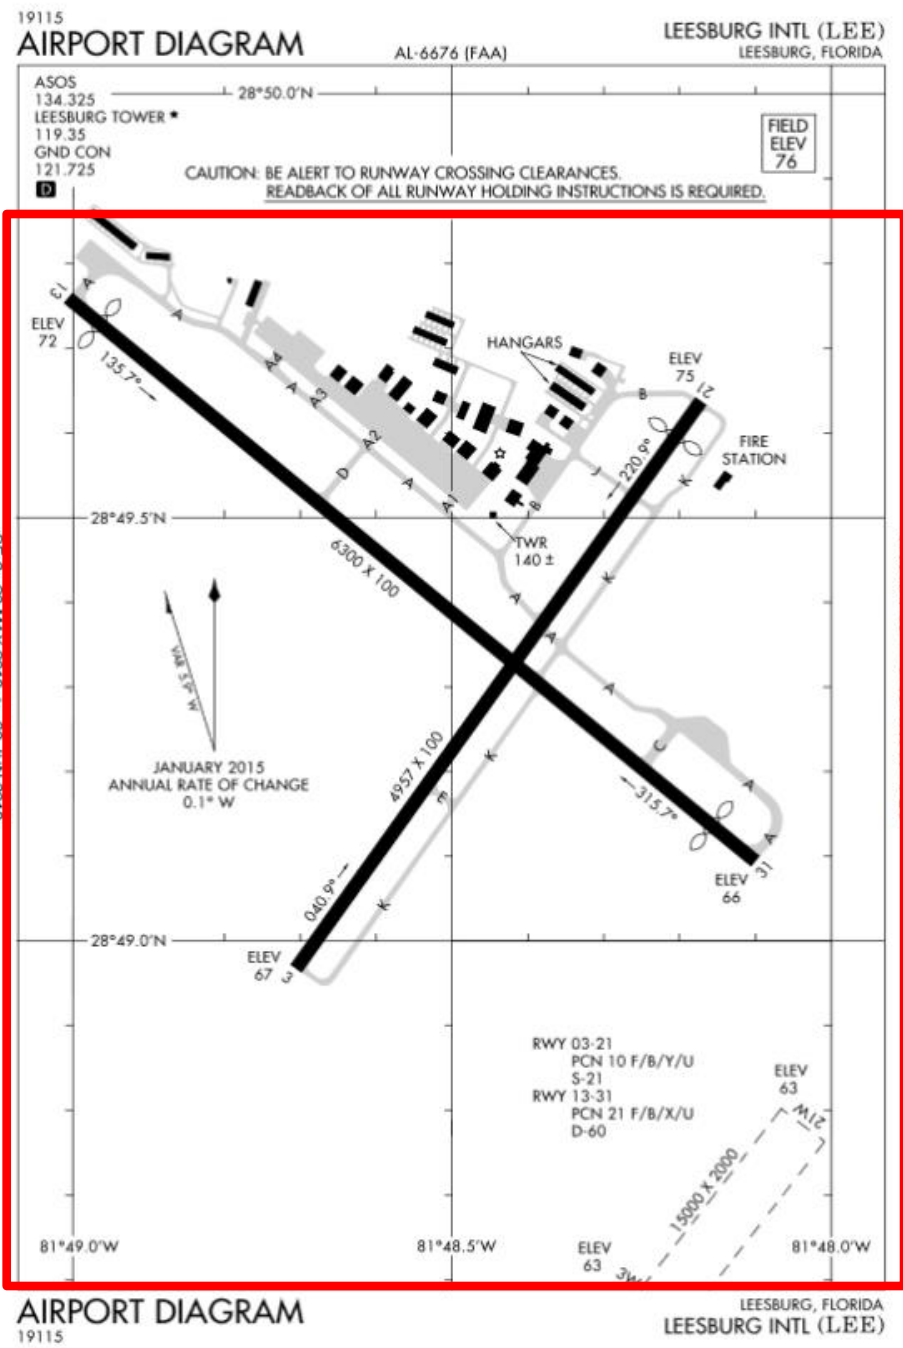 19115
AIRPORT DIAGRAM
AL-6676 (FAA)
LEESBURG INTL (LEE)
LEESBURG, FLORIDA
ASOS
134.325
LEESBURG TOWER ★
119.35
GND CON
121.725
D
28°50.0'N
FIELD
ELEV
76
CAUTION: BE ALERT TO RUNWAY CROSSING CLEARANCES.
READBACK OF ALL RUNWAY HOLDING INSTRUCTIONS IS REQUIRED.
13
A
ELEV
72
135.7°
A
A4
A
A3
A2
D
A
A1
HANGARS
ELEV
75
21
B
220.9°
FIRE
STATION
J
K
B
28°49.5'N
TWR
140 ±
6300 X 100
K
A
A
A
VAR 5.9° W
JANUARY 2015
ANNUAL RATE OF CHANGE
0.1° W
4957 X 100
K
C
A
E
315.7°
A
31
ELEV
66
040.9°
K
28°49.0'N
ELEV
67
3
RWY 03-21
PCN 10 F/B/Y/U
S-21
RWY 13-31
PCN 21 F/B/X/U
D-60
ELEV
63
21W
15000 X 2000
81°49.0'W
81°48.5'W
81°48.0'W
ELEV
63
3W
AIRPORT DIAGRAM
19115
LEESBURG, FLORIDA
LEESBURG INTL (LEE)